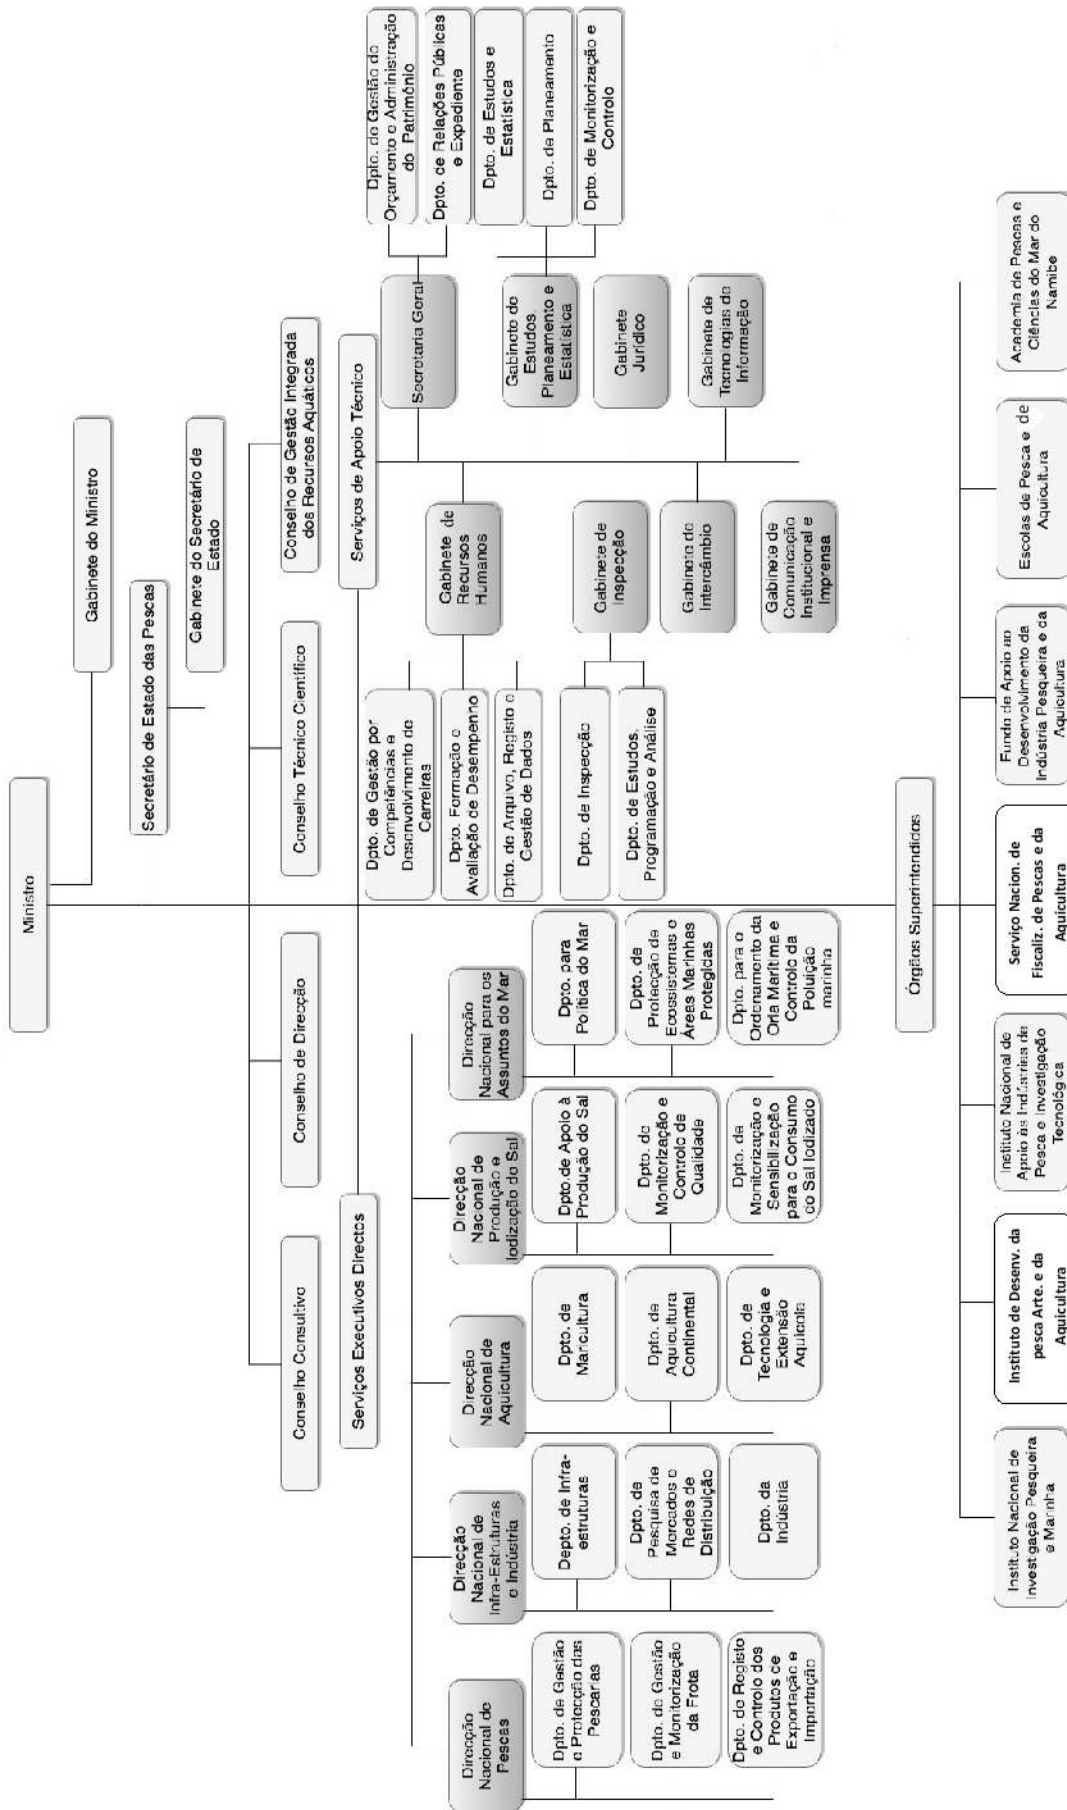 Ministro
Gabinete do Ministro
Secretário de Estado das Pescas
Gabinete do Secretário de
Estado
Conselho Consultivo
Conselho de Direcção
Conselho Técnico Científico
Conselho de Gestão Integrada
dos Recursos Aquáticos
Serviços Executivos Directos
Serviços de Apoio Técnico
Direcção
Nacional de
Pescas
Dpto. de Gestão
e Protecção das
Pescarias
Dpto. de Gestão
e Monitorização
da Frota
Dpto. de Registo
e Controlo dos
Produtos de
Exportação e
Importação
Direcção
Nacional de
Infra-Estruturas
e Indústria
Depto. de Infra-
estruturas
Dpto. de
Pesquisa de
Mercados e
Redes de
Distribuição
Dpto. da
Indústria
Direcção
Nacional de
Aquicultura
Dpto. de
Maricultura
Dpto. de
Aquicultura
Continental
Dpto. de
Tecnologia e
Extensão
Aquícola
Direcção
Nacional de
Produção e
Iodização do Sal
Dpto.de Apoio à
Produção do Sal
Dpto. de
Monitorização e
Controlo de
Qualidade
Dpto. de
Monitorização e
Sensibilização
para o Consumo
do Sal Iodizado
Direcção
Nacional para os
Assuntos do Mar
Dpto. para
Política do Mar
Dpto. de
Protecção de
Ecossistemas e
Áreas Marinhas
Protegidas
Dpto. para o
Ordenamento da
Orla Marítima e
Controlo da
Poluição
marinha
Dpto. de Gestão por
Competências e
Desenvolvimento de
Carreiras
Dpto. Formação e
Avaliação de Desempenho
Dpto. de Arquivo, Registo e
Gestão de Dados
Dpto. de Inspecção
Dpto. de Estudos,
Programação e Análise
Gabinete de
Recursos
Humanos
Gabinete de
Inspecção
Gabinete de
Intercâmbio
Gabinete de
Comunicação
Institucional e
Imprensa
Secretaria Geral
Gabinete de
Estudos,
Planeamento e
Estatística
Gabinete
Jurídico
Gabinete de
Tecnologias de
Informação
Dpto. de Gestão do
Orçamento e Administração
do Património
Dpto. de Relações Públicas
e Expediente
Dpto. de Estudos e
Estatística
Dpto. de Planeamento
Dpto. de Monitorização e
Controlo
Órgãos Superintendidos
Instituto Nacional de
Investigação Pesqueira
e Marinha
Instituto de Desenv. da
pesca Arte. e da
Aquicultura
Instituto Nacional de
Apoio às Indústrias de
Pesca e Investigação
Tecnológica
Serviço Nacion. de
Fiscaliz. de Pescas e da
Aquicultura
Fundo de Apoio ao
Desenvolvimento da
Indústria Pesqueira e da
Aquicultura
Escolas de Pesca e de
Aquicultura
Academia de Pescas e
Ciências do Mar do
Namibe